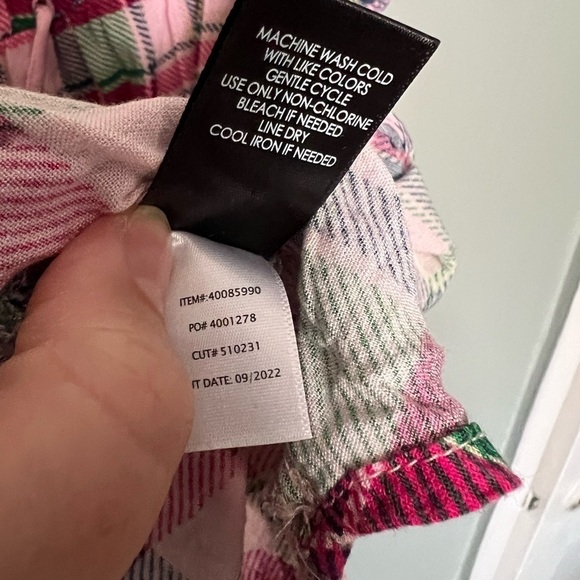 MACHINE WASH COLD
WITH LIKE COLORS
GENTLE CYCLE
USE ONLY NON-CHLORINE
BLEACH IF NEEDED
LINE DRY
COOL IRON IF NEEDED
ITEM#:40085990
PO# 4001278
CUT# 510231
T DATE: 09/2022